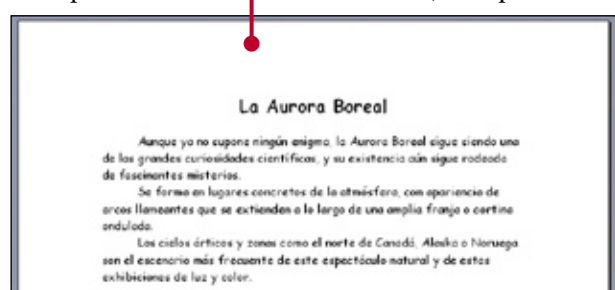 La Aurora Boreal
Aunque ya no supone ningún enigma, la Aurora Boreal sigue siendo una
de las grandes curiosidades científicas, y su existencia aún sigue rodeada
de fascinantes misterios.
Se forma en lugares concretos de la atmósfera, con apariencia de
arcos llameantes que se extienden a lo largo de una amplia franja o cortina
ondulada.
Los cielos árticos y zonas como el norte de Canadá, Alaska o Noruega
son el escenario más frecuente de este espectáculo natural y de estas
exhibiciones de luz y color.